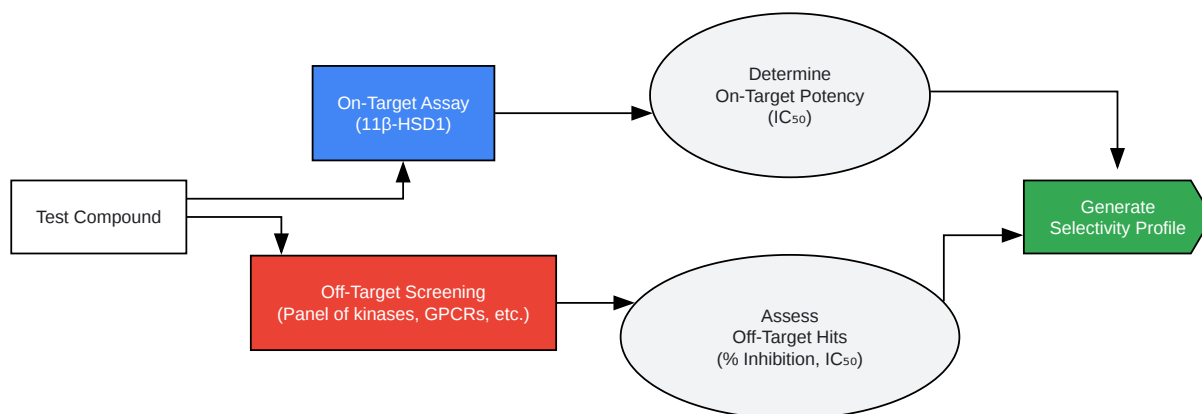 Determine
On-Target Potency
(IC₅₀)
On-Target Assay
(11β-HSD1)
Test Compound
Generate
Selectivity Profile
Off-Target Screening
(Panel of kinases, GPCRs, etc.)
Assess
Off-Target Hits
(% Inhibition, IC₅₀)